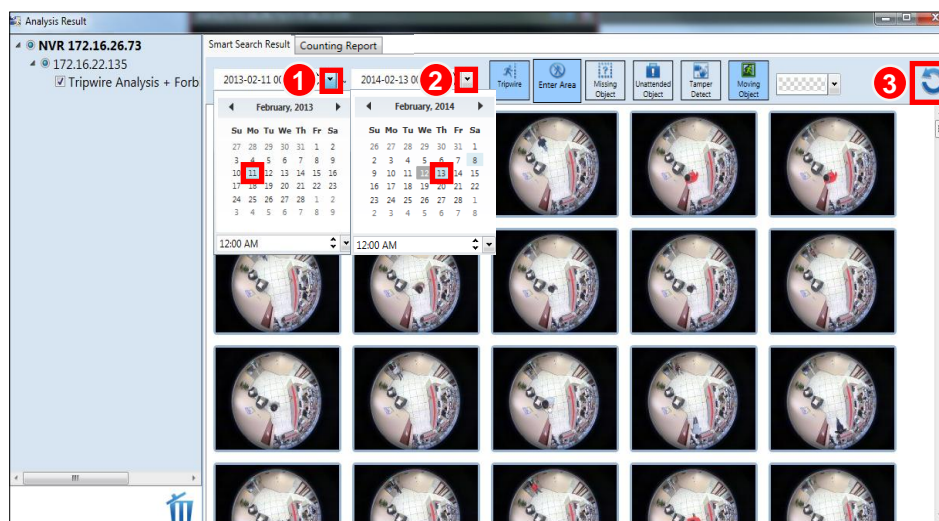 Analysis Result
NVR 172.16.26.73
172.16.22.135
Tripwire Analysis + Forb
Smart Search Result
Counting Report
2013-02-11 00
1
2014-02-13 00
2
Tripwire
Enter Area
Missing Object
Unattended Object
Tamper Detect
Moving Object
3
February, 2013
Su Mo Tu We Th Fr Sa
27 28 29 30 31 1 2
3 4 5 6 7 8 9
10 11 12 13 14 15 16
17 18 19 20 21 22 23
24 25 26 27 28 1 2
3 4 5 6 7 8 9
12:00 AM
February, 2014
Su Mo Tu We Th Fr Sa
26 27 28 29 30 31 1
2 3 4 5 6 7 8
9 10 11 12 13 14 15
16 17 18 19 20 21 22
23 24 25 26 27 28 1
2 3 4 5 6 7 8
12:00 AM